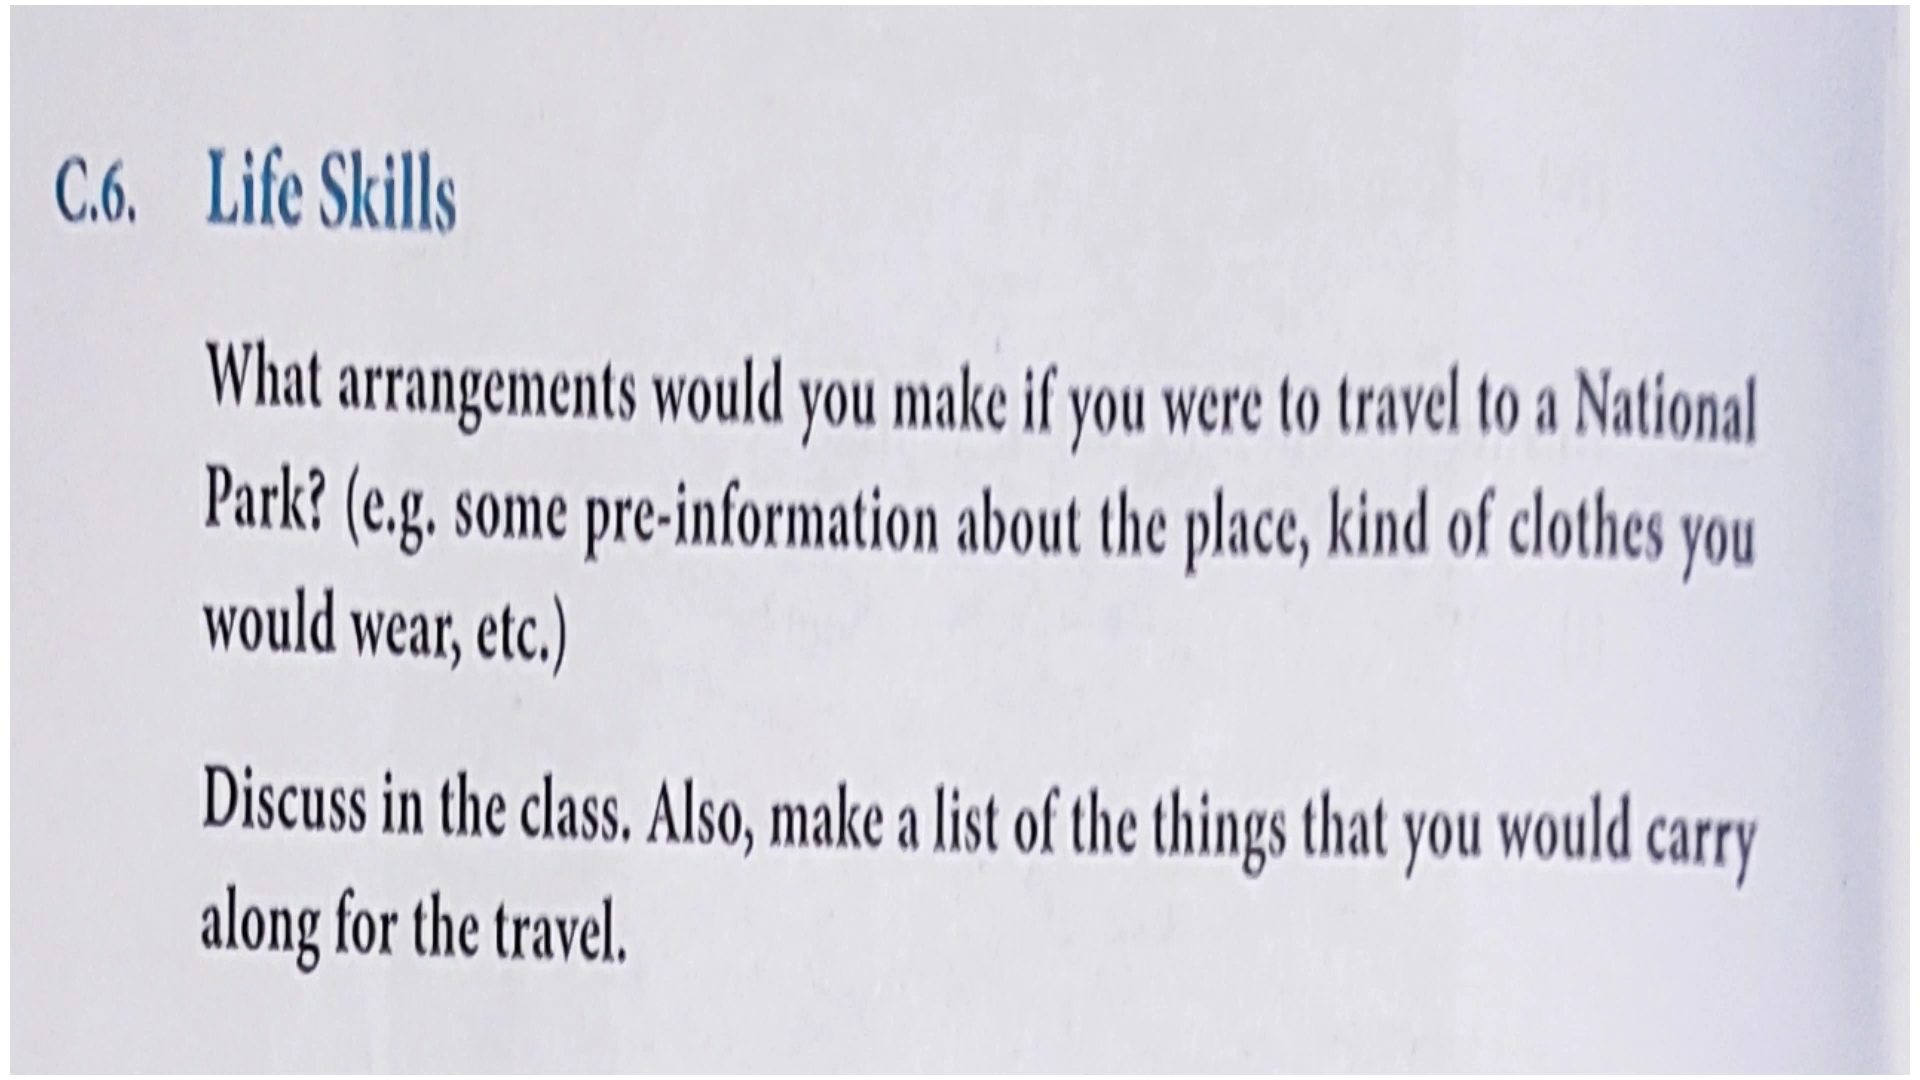 C.6. Life Skills
What arrangements would you make if you were to travel to a National
Park? (e.g. some pre-information about the place, kind of clothes you
would wear, etc.)
Discuss in the class. Also, make a list of the things that you would carry
along for the travel.